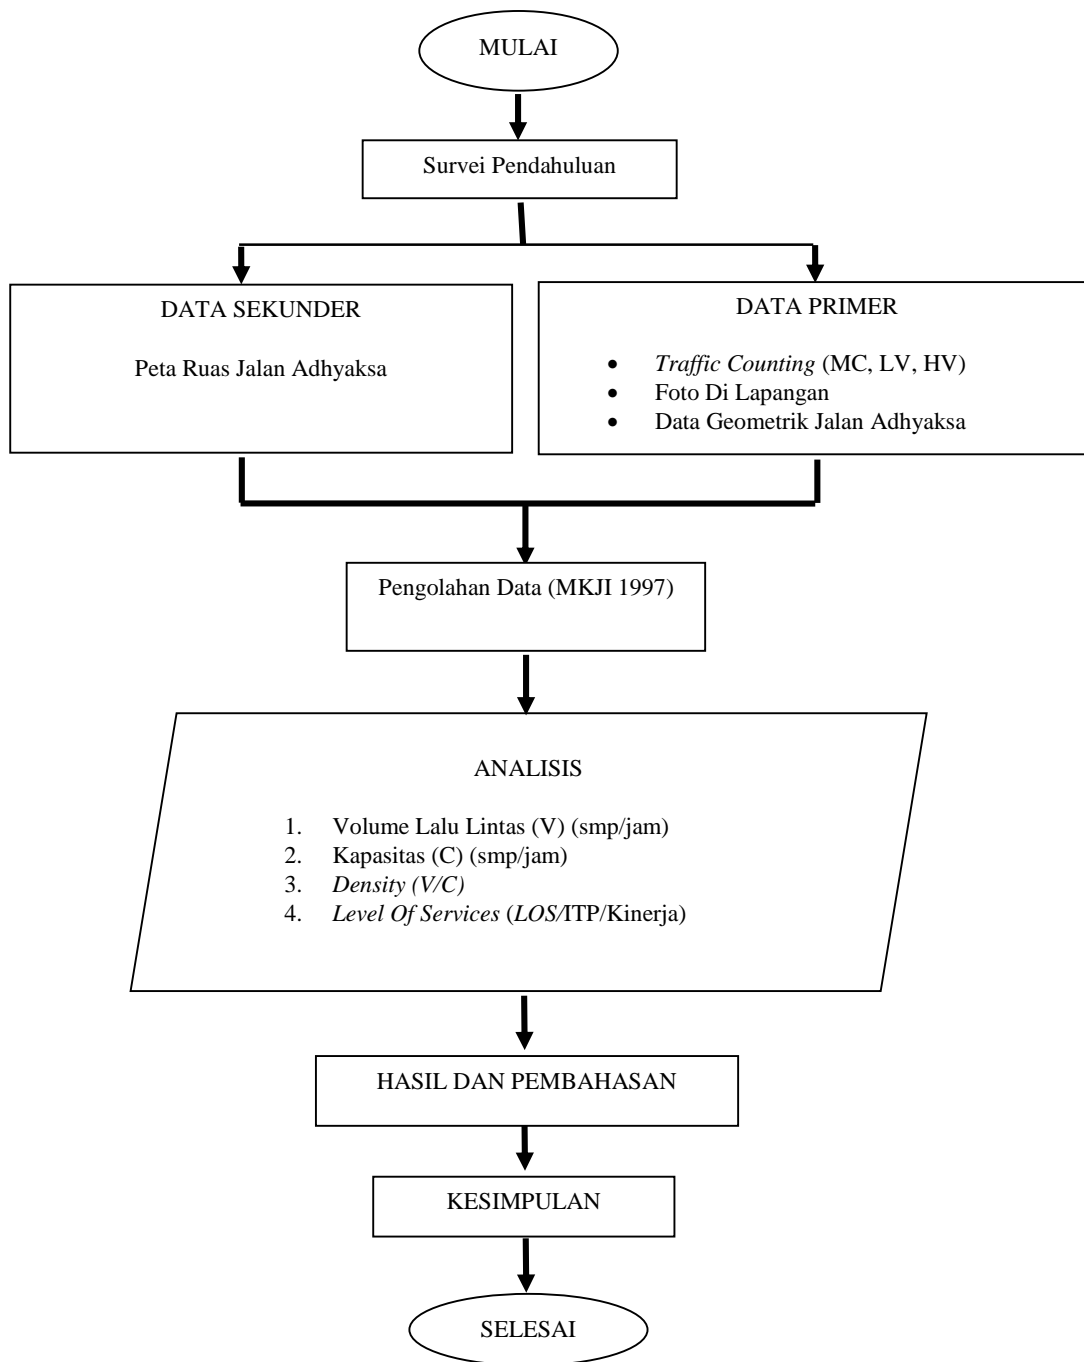 MULAI
Survei Pendahuluan
DATA SEKUNDER
Peta Ruas Jalan Adhyaksa
DATA PRIMER
• Traffic Counting (MC, LV, HV)
• Foto Di Lapangan
• Data Geometrik Jalan Adhyaksa
Pengolahan Data (MKJI 1997)
ANALISIS
1. Volume Lalu Lintas (V) (smp/jam)
2. Kapasitas (C) (smp/jam)
3. Density (V/C)
4. Level Of Services (LOS/ITP/Kinerja)
HASIL DAN PEMBAHASAN
KESIMPULAN
SELESAI